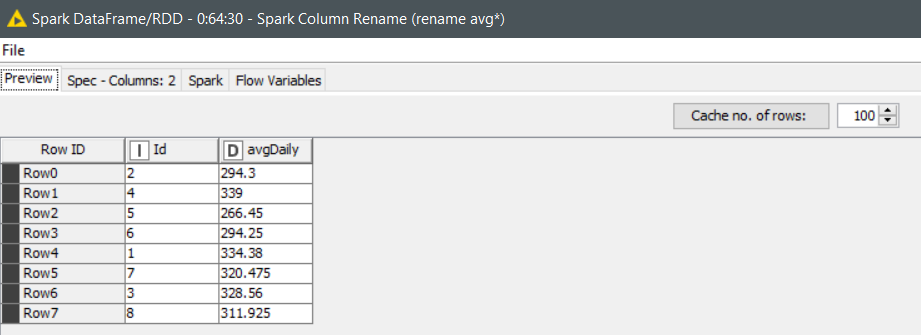 Spark DataFrame/RDD - 0:64:30 - Spark Column Rename (rename avg*)
File
Preview Spec - Columns: 2 Spark Flow Variables
Cache no. of rows: 100
Row ID I Id D avgDaily
Row0 2 294.3
Row1 4 339
Row2 5 266.45
Row3 6 294.25
Row4 1 334.38
Row5 7 320.475
Row6 3 328.56
Row7 8 311.925